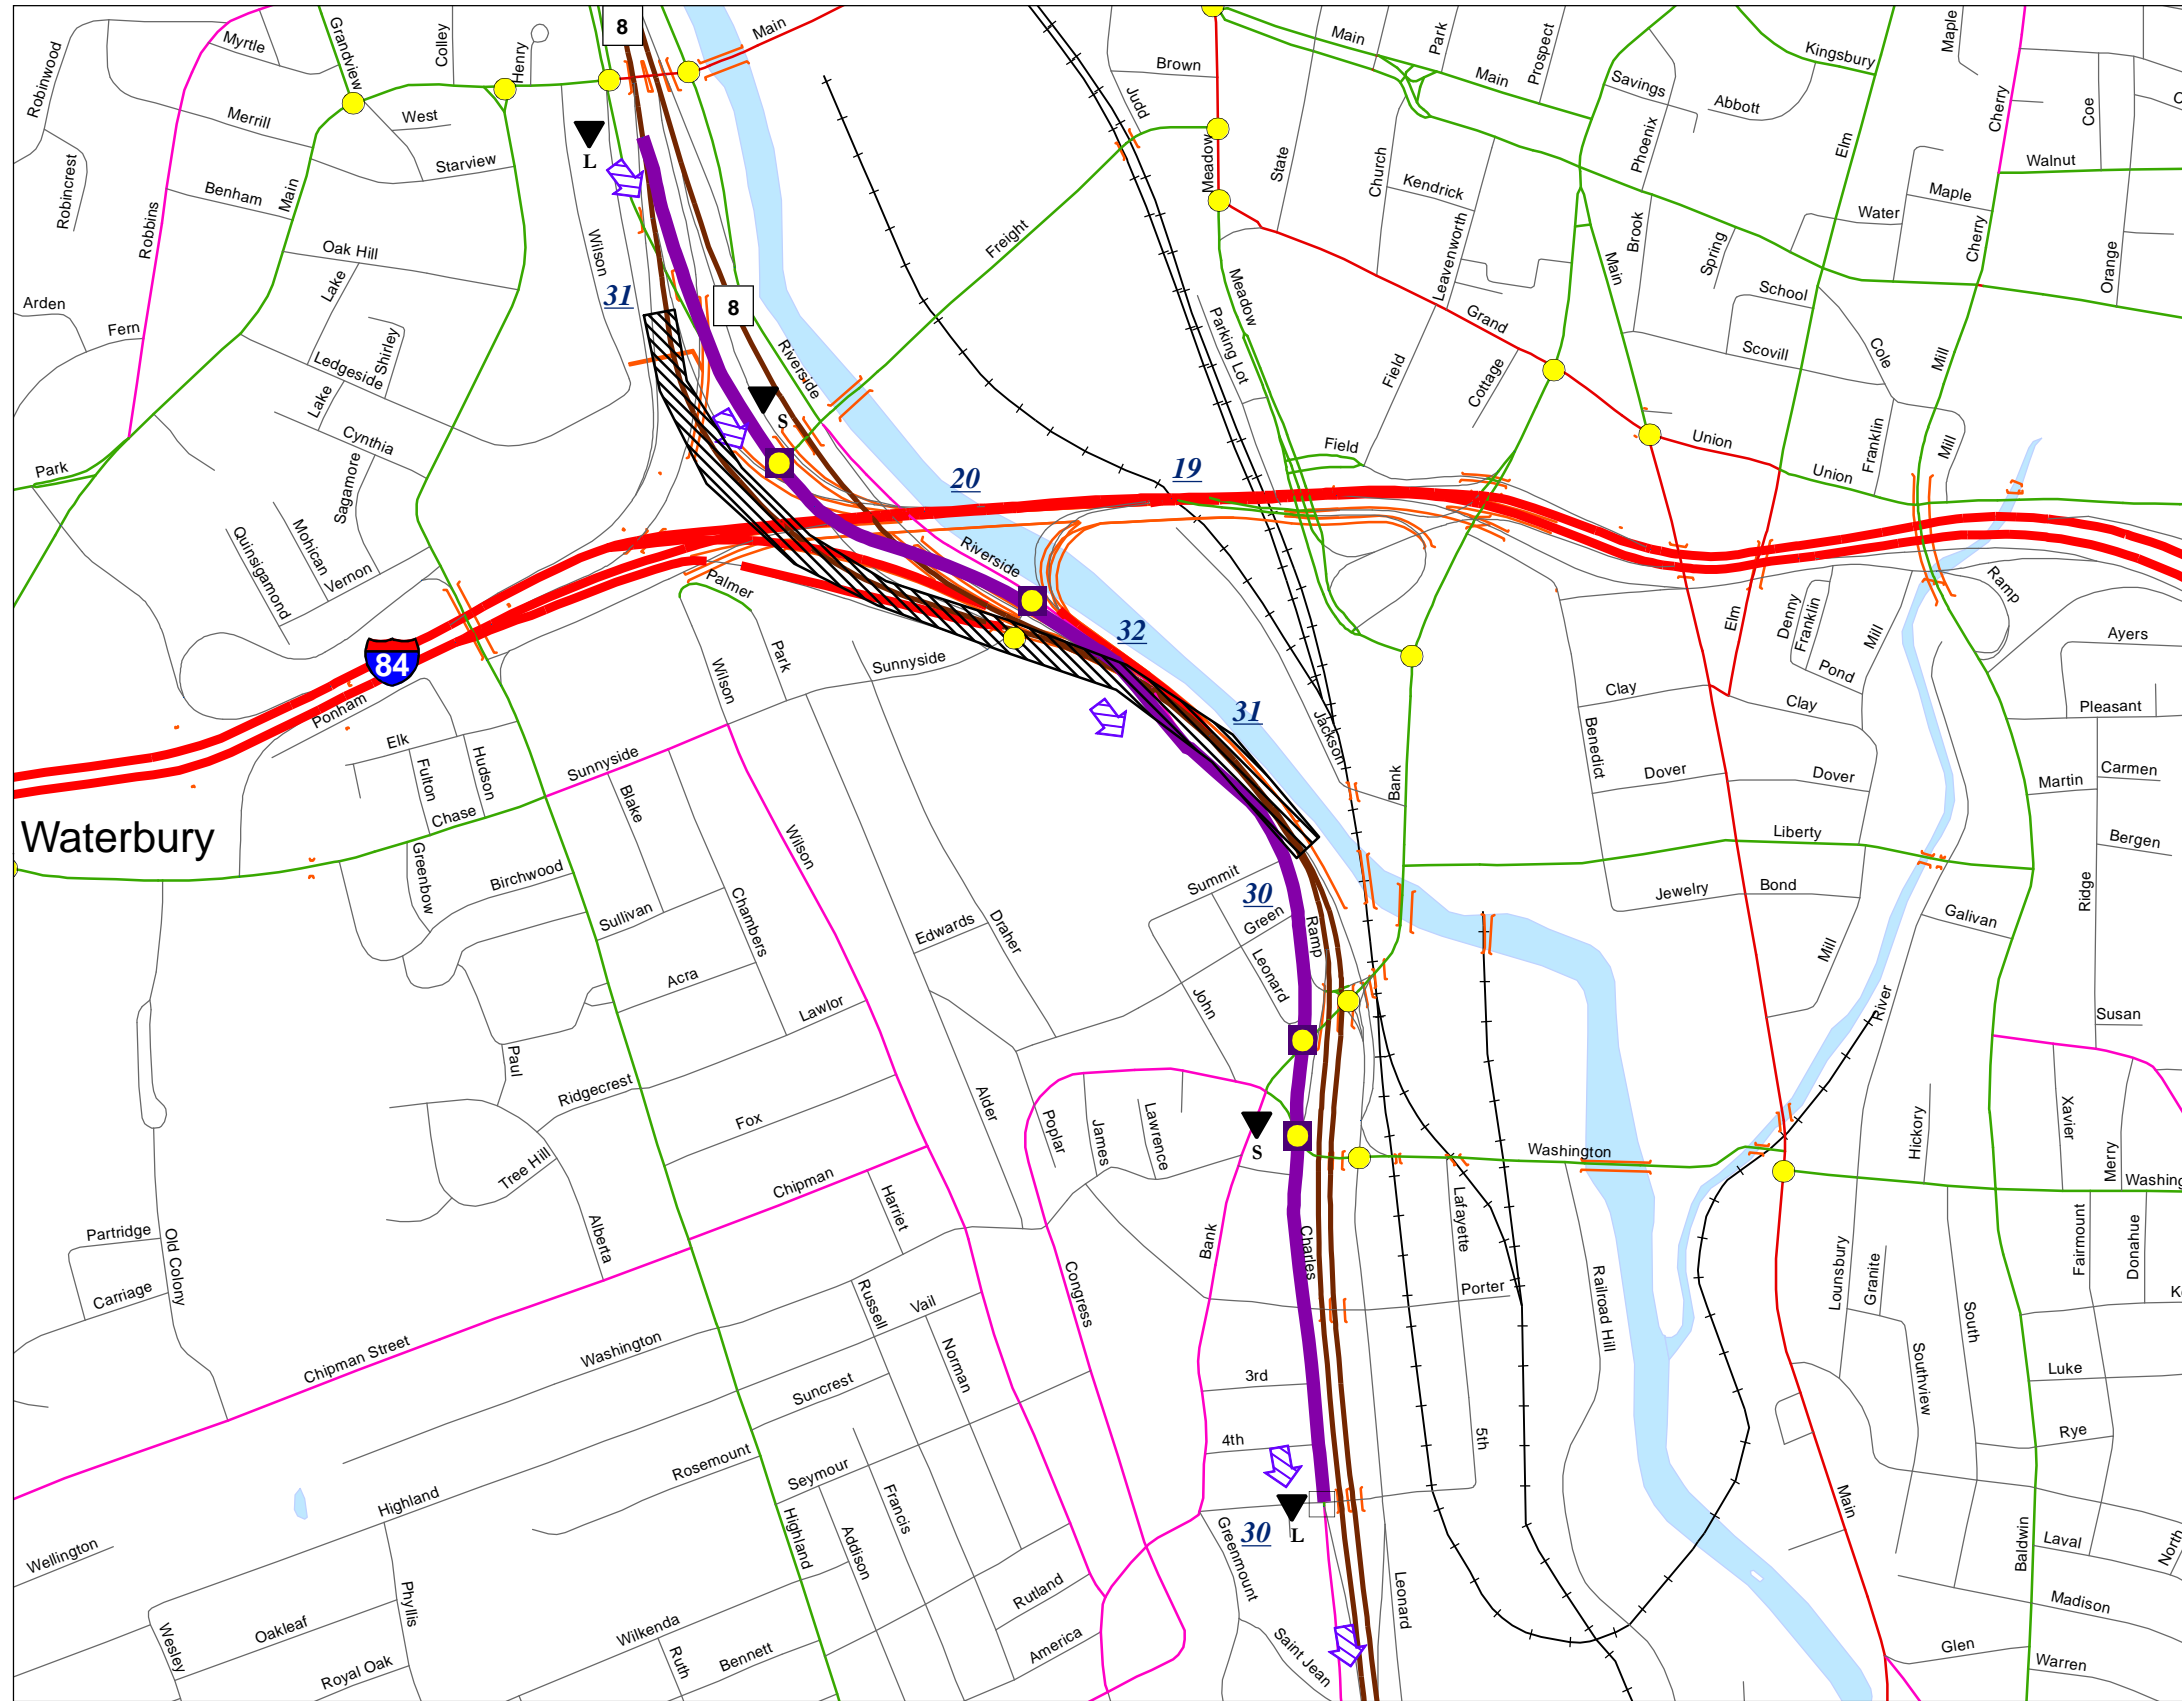 8
Main
Main
Park
Prospect
Kingsbury
Maple
Robinwood
Myrtle
Grandview
Colley
Henry
Brown
Judd
Main
Savings
Abbott
Cherry
Coe
Merrill
West
Starview
L
Meadow
State
Church
Phoenix
Elm
Walnut
Robincrest
Benham
Main
Robbins
Kendrick
Maple
Water
Oak Hill
Wilson
Freight
Leavenworth
Brook
Main
Spring
Cherry
Orange
Arden
Fern
Lake
31
8
Meadow
Parking Lot
Grand
School
Scovill
Cole
Mill
Shirley
Ledgeside
Lake
Riverside
S
Field
Cottage
Cynthia
Park
Sagamore
20
19
Field
Union
Union
Franklin
Mill
Quinsigamond
Mohican
Vernon
Palmer
Riverside
Ramp
84
Ponham
Wilson
Park
Sunnyside
32
Elm
Denny
Franklin
Mill
Pond
Ayers
Elk
Fulton
Hudson
Chase
Sunnyside
Blake
31
Jackson
Bank
Clay
Clay
Benedict
Dover
Dover
Pleasant
Martin
Carmen
Waterbury
Wilson
Liberty
Bergen
Greenbow
Birchwood
Sullivan
Chambers
Edwards
Draher
Summit
30
Green
Ramp
Jewelry
Bond
Ridge
Galivan
Acra
Lawlor
Leonard
John
Mill
River
Susan
Paul
Ridgecrest
Fox
Alder
Poplar
James
Lawrence
S
Washington
Hickory
Xavier
Merry
Washing
Tree Hill
Chipman
Harriet
Alberta
Lafayette
Partridge
Old Colony
Carriage
Bank
Charles
Congress
Porter
Railroad Hill
Lounsbury
Granite
South
Fairmount
Donahue
Chipman Street
Washington
Russell
Vail
Norman
Suncrest
3rd
Southview
Luke
Rosemount
Seymour
4th
5th
Rye
Highland
Highland
Francis
Addison
30
L
Greenmount
Main
Baldwin
Laval
North
Wellington
Phyllis
Wesley
Oakleaf
Royal Oak
Wilkenda
Ruth
Bennett
Rutland
America
Saint Jean
Leonard
Madison
Glen
Warren